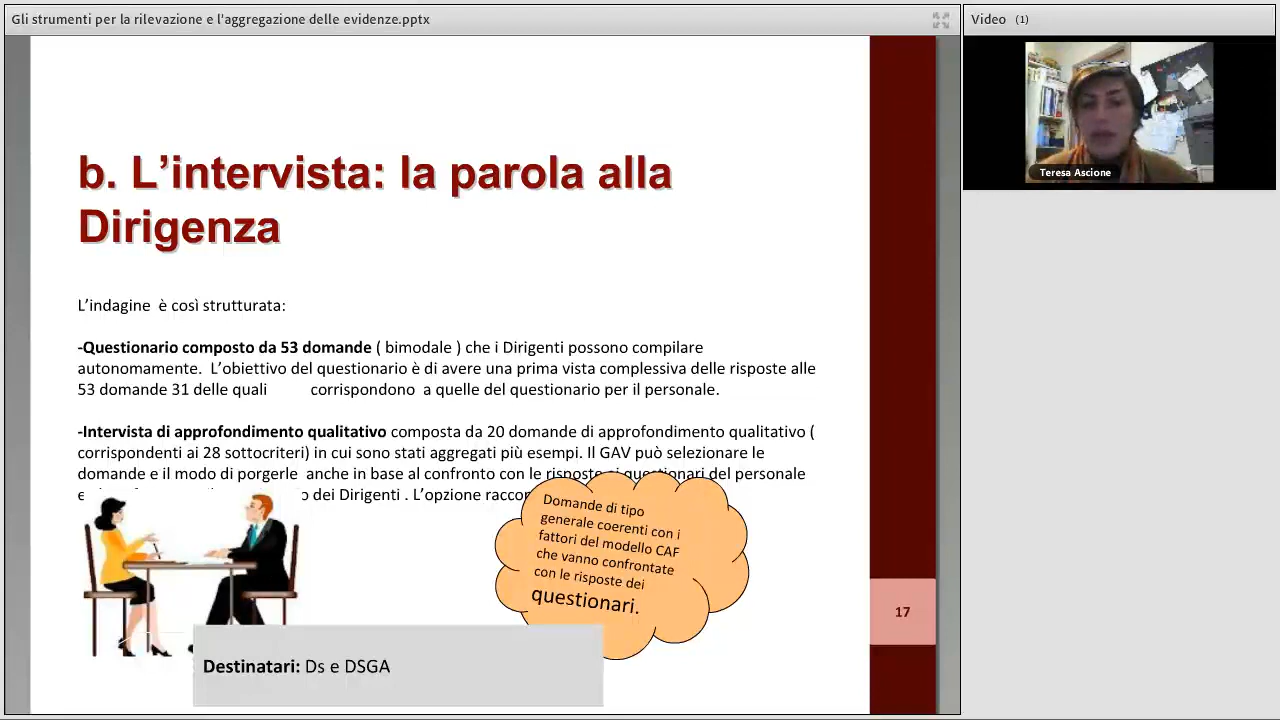 Gli strumenti per la rilevazione e l'aggregazione delle evidenze.pptx
Video (1)
Teresa Ascione
b. L’intervista: la parola alla
Dirigenza
L’indagine è così strutturata:
-Questionario composto da 53 domande ( bimodale ) che i Dirigenti possono compilare
autonomamente. L’obiettivo del questionario è di avere una prima vista complessiva delle risposte alle
53 domande 31 delle quali corrispondono a quelle del questionario per il personale.
-Intervista di approfondimento qualitativo composta da 20 domande di approfondimento qualitativo (
corrispondenti ai 28 sottocriteri) in cui sono stati aggregati più esempi. Il GAV può selezionare le
domande e il modo di porgerle anche in base al confronto con le risposte ai questionari del personale
dei Dirigenti . L’opzione
Domande di tipo
generale coerenti con i
fattori del modello CAF
che vanno confrontate
con le risposte dei
questionari.
17
Destinatari: Ds e DSGA